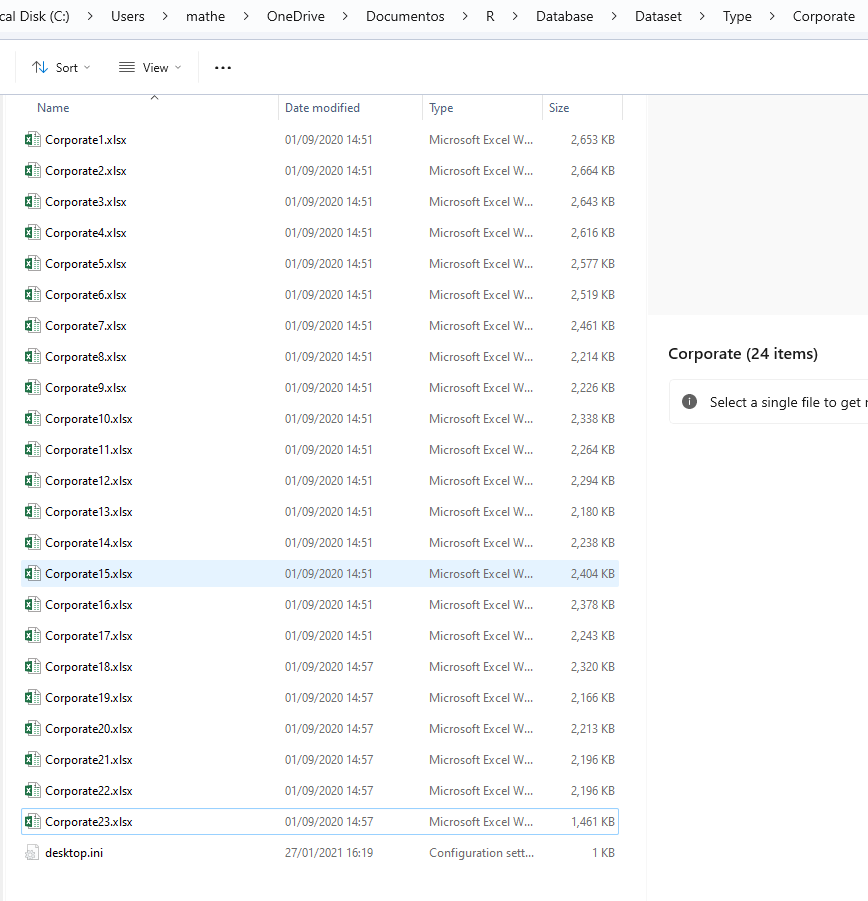 cal Disk (C:) > Users > mathe > OneDrive > Documentos > R > Database > Dataset > Type > Corporate
Sort View ...
Name Date modified Type Size
Corporate1.xlsx 01/09/2020 14:51 Microsoft Excel W... 2,653 KB
Corporate2.xlsx 01/09/2020 14:51 Microsoft Excel W... 2,664 KB
Corporate3.xlsx 01/09/2020 14:51 Microsoft Excel W... 2,643 KB
Corporate4.xlsx 01/09/2020 14:51 Microsoft Excel W... 2,616 KB
Corporate5.xlsx 01/09/2020 14:51 Microsoft Excel W... 2,577 KB
Corporate6.xlsx 01/09/2020 14:51 Microsoft Excel W... 2,519 KB
Corporate7.xlsx 01/09/2020 14:51 Microsoft Excel W... 2,461 KB
Corporate8.xlsx 01/09/2020 14:51 Microsoft Excel W... 2,214 KB
Corporate9.xlsx 01/09/2020 14:51 Microsoft Excel W... 2,226 KB
Corporate10.xlsx 01/09/2020 14:51 Microsoft Excel W... 2,338 KB
Corporate11.xlsx 01/09/2020 14:51 Microsoft Excel W... 2,264 KB
Corporate12.xlsx 01/09/2020 14:51 Microsoft Excel W... 2,294 KB
Corporate13.xlsx 01/09/2020 14:51 Microsoft Excel W... 2,180 KB
Corporate14.xlsx 01/09/2020 14:51 Microsoft Excel W... 2,238 KB
Corporate15.xlsx 01/09/2020 14:51 Microsoft Excel W... 2,404 KB
Corporate16.xlsx 01/09/2020 14:51 Microsoft Excel W... 2,378 KB
Corporate17.xlsx 01/09/2020 14:51 Microsoft Excel W... 2,243 KB
Corporate18.xlsx 01/09/2020 14:57 Microsoft Excel W... 2,320 KB
Corporate19.xlsx 01/09/2020 14:57 Microsoft Excel W... 2,166 KB
Corporate20.xlsx 01/09/2020 14:57 Microsoft Excel W... 2,213 KB
Corporate21.xlsx 01/09/2020 14:57 Microsoft Excel W... 2,196 KB
Corporate22.xlsx 01/09/2020 14:57 Microsoft Excel W... 2,196 KB
Corporate23.xlsx 01/09/2020 14:57 Microsoft Excel W... 1,461 KB
desktop.ini 27/01/2021 16:19 Configuration sett... 1 KB
Corporate (24 items)
Select a single file to get